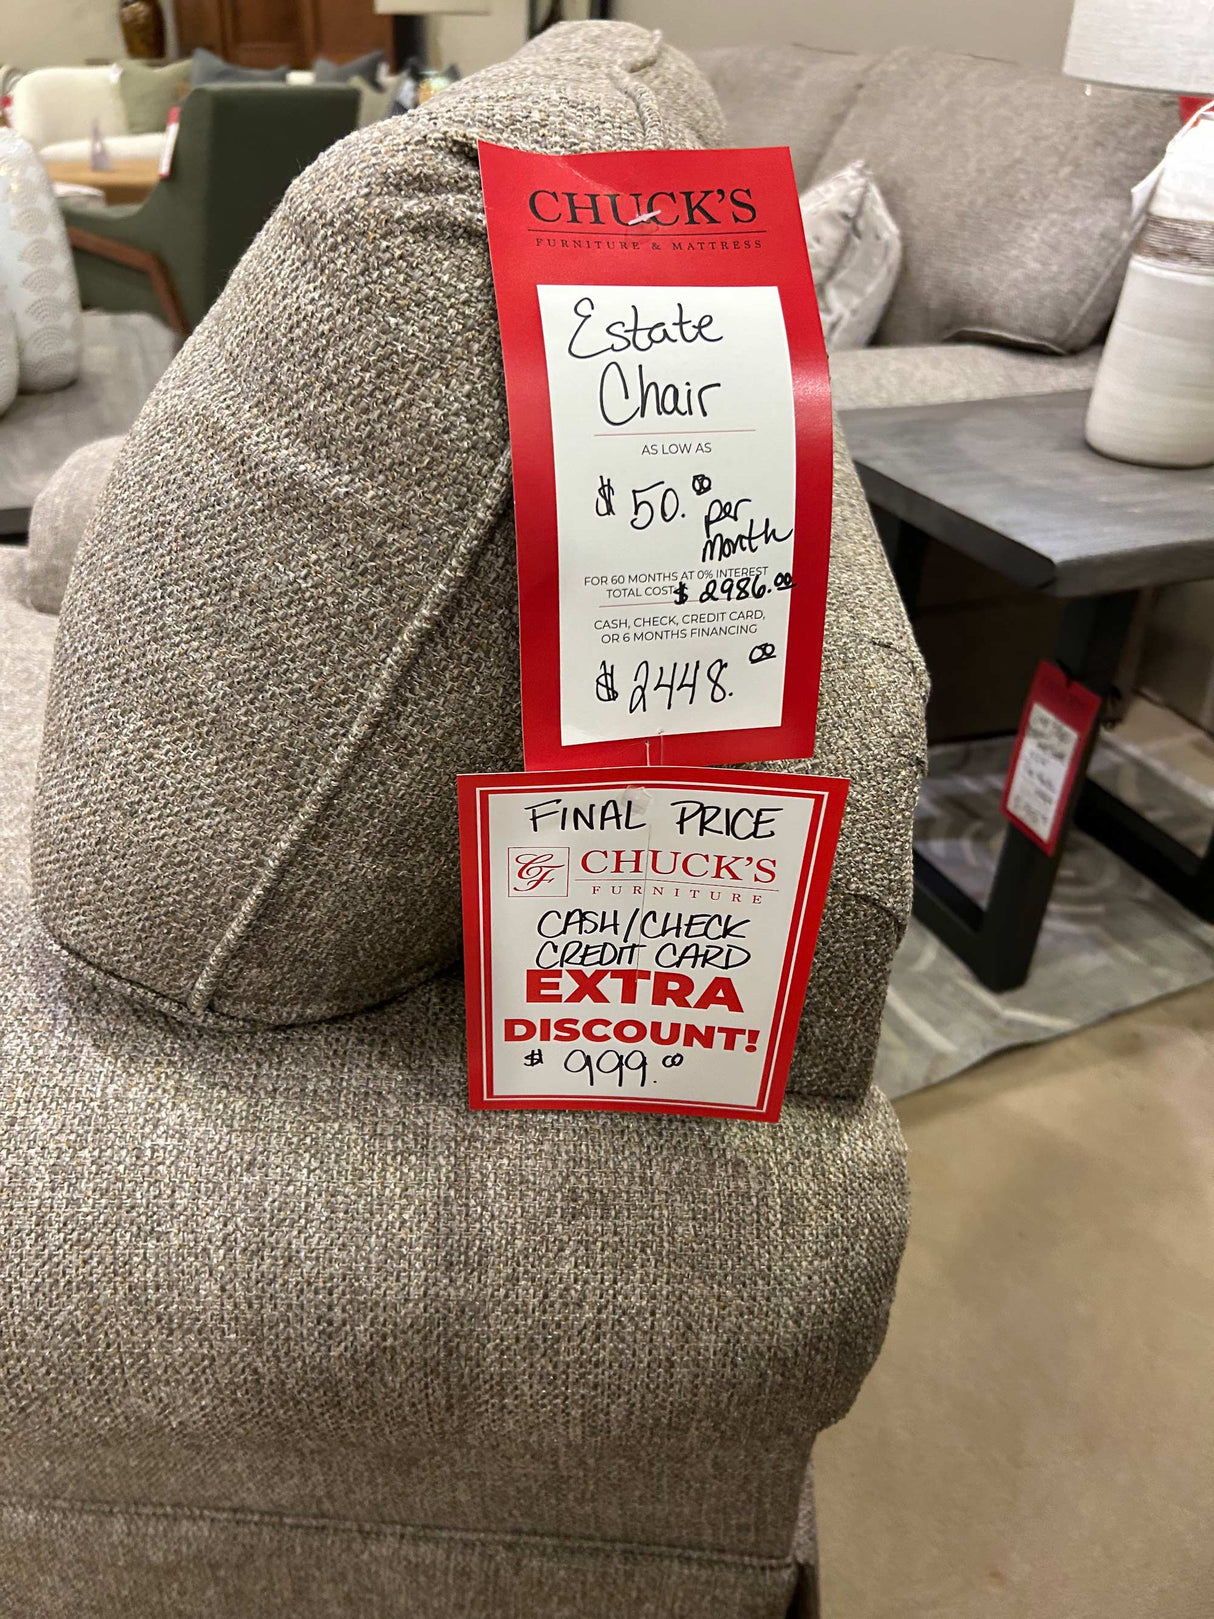 CHUCK'S
FURNITURE & MATTRESS
Estate
Chair
AS LOW AS
$50.00 per
Month
FOR 60 MONTHS AT 0% INTEREST
TOTAL COST $2986.00
CASH, CHECK, CREDIT CARD,
OR 6 MONTHS FINANCING
$2448.00
FINAL PRICE
CF CHUCK'S
FURNITURE
CASH/CHECK
CREDIT CARD
EXTRA
DISCOUNT!
$999.00